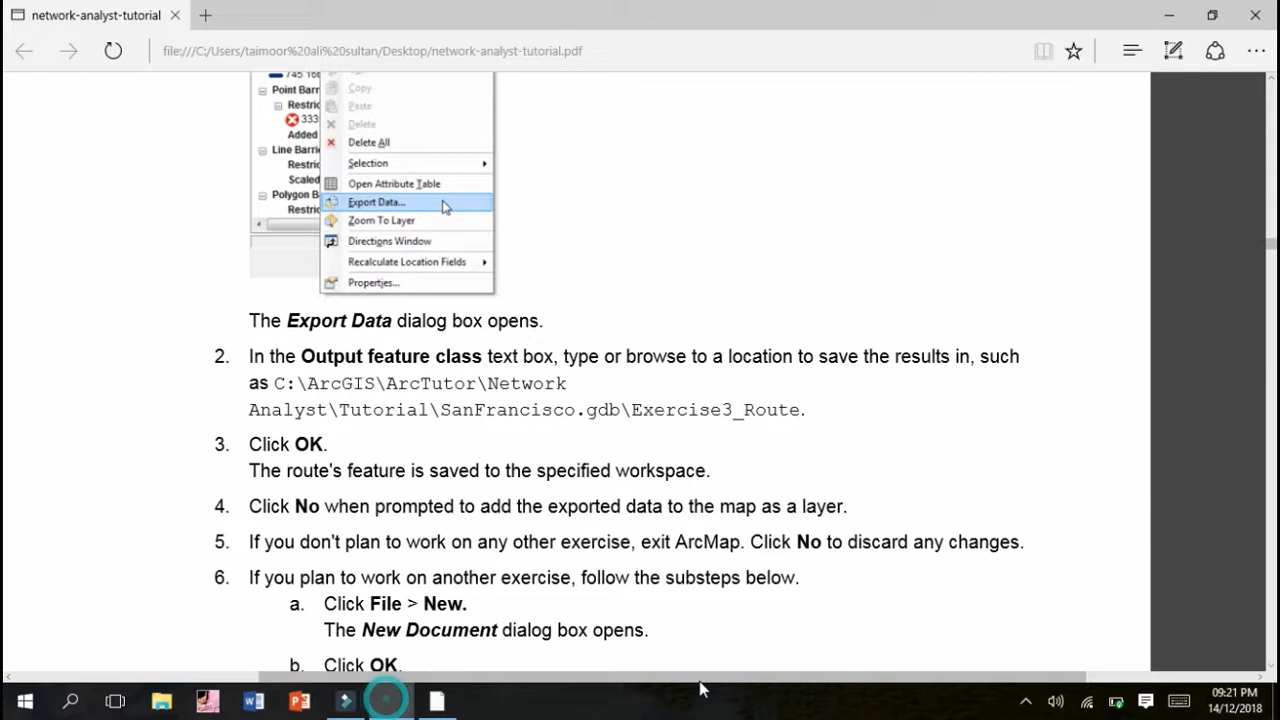 network-analyst-tutorial
file:///C:/Users/taimoor%20ali%20sultan/Desktop/network-analyst-tutorial.pdf
Point Barr
Restric
333
Added
Line Barrie
Restric
Scaled
Polygon B
Restric
Copy
Paste
Delete
Delete All
Selection
Open Attribute Table
Export Data...
Zoom To Layer
Directions Window
Recalculate Location Fields
Properties...
The Export Data dialog box opens.
2. In the Output feature class text box, type or browse to a location to save the results in, such
as C:\ArcGIS\ArcTutor\Network
Analyst\Tutorial\SanFrancisco.gdb\Exercise3_Route.
3. Click OK.
The route's feature is saved to the specified workspace.
4. Click No when prompted to add the exported data to the map as a layer.
5. If you don't plan to work on any other exercise, exit ArcMap. Click No to discard any changes.
6. If you plan to work on another exercise, follow the substeps below.
a. Click File > New.
The New Document dialog box opens.
b. Click OK.
09:21 PM
14/12/2018